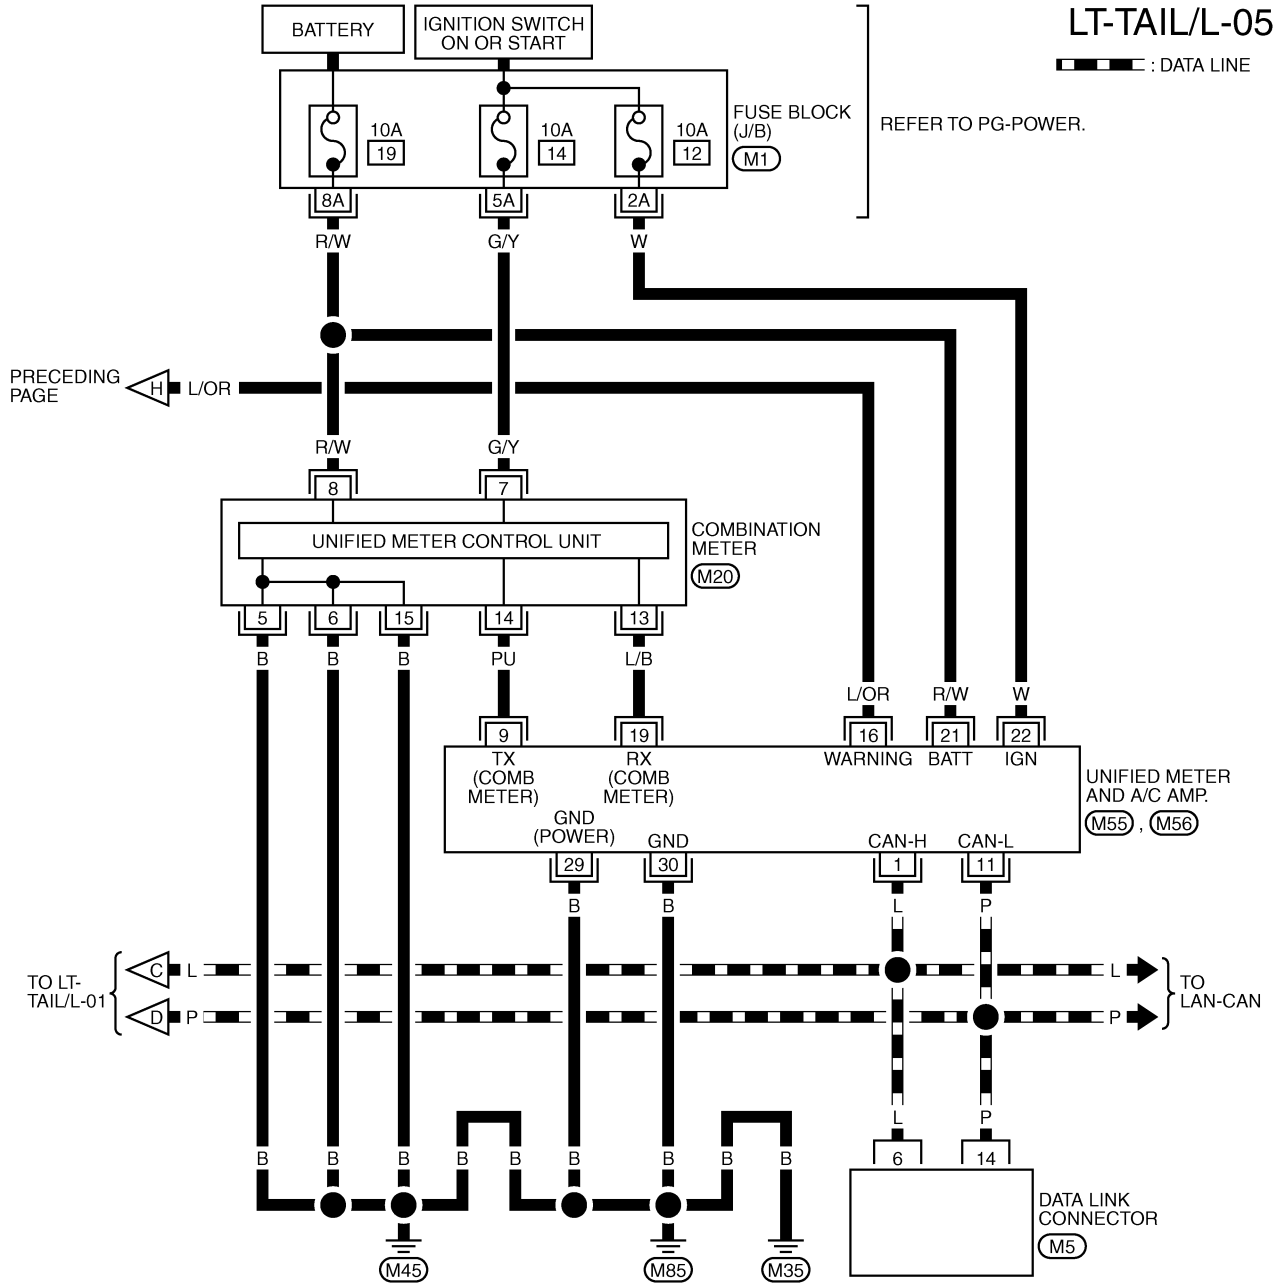 LT-TAIL/L-05
: DATA LINE
BATTERY
IGNITION SWITCH
ON OR START
10A
19
10A
14
10A
12
FUSE BLOCK
(J/B)
M1
REFER TO PG-POWER.
8A
5A
2A
R/W
G/Y
W
PRECEDING
PAGE
H
L/OR
R/W
G/Y
8
7
UNIFIED METER CONTROL UNIT
COMBINATION
METER
M20
5
6
15
14
13
B
B
B
PU
L/B
L/OR
R/W
W
9
19
16
21
22
TX
(COMB
METER)
RX
(COMB
METER)
WARNING
BATT
IGN
UNIFIED METER
AND A/C AMP.
M55 , M56
GND
(POWER)
GND
CAN-H
CAN-L
29
30
1
11
B
B
L
P
TO LT-
TAIL/L-01
C
L
D
P
L
P
TO
LAN-CAN
L
P
B
B
B
B
B
B
B
B
B
6
14
DATA LINK
CONNECTOR
M5
M45
M85
M35